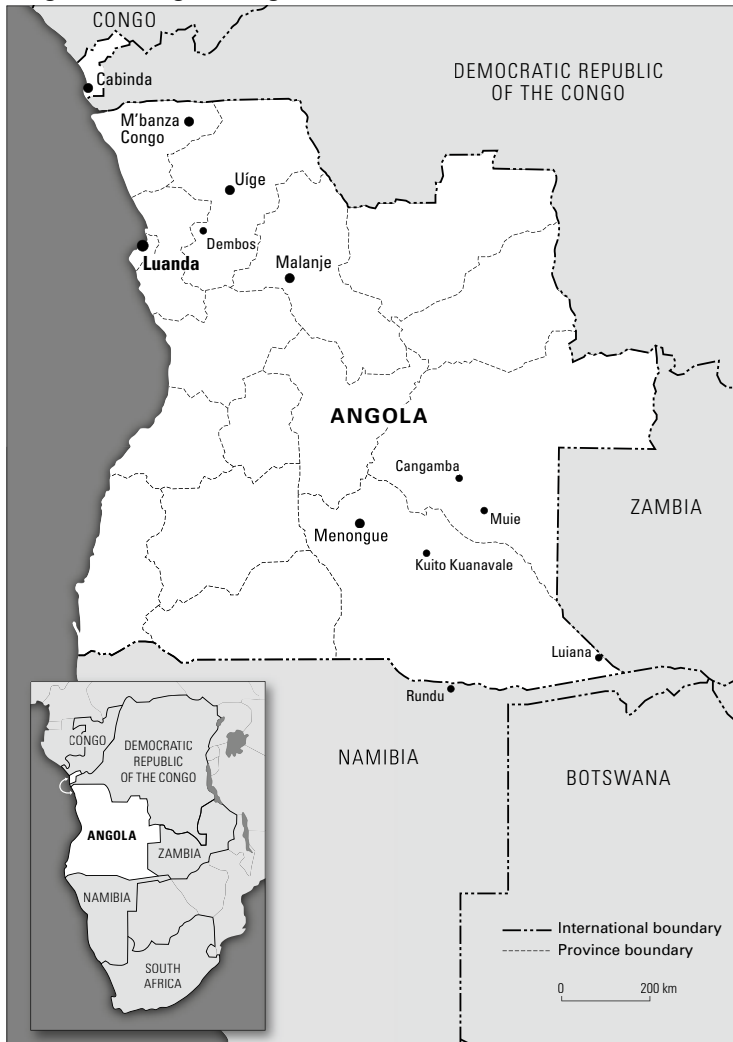 CONGO
Cabinda
DEMOCRATIC REPUBLIC
OF THE CONGO
M'banza
Congo
Uíge
Dembos
Luanda
Malanje
ANGOLA
Cangamba
ZAMBIA
Muie
Menongue
Kuito Kuanavale
Luiana
Rundu
NAMIBIA
BOTSWANA
CONGO
DEMOCRATIC
REPUBLIC
OF THE CONGO
ANGOLA
ZAMBIA
NAMIBIA
SOUTH
AFRICA
International boundary
Province boundary
0 200 km